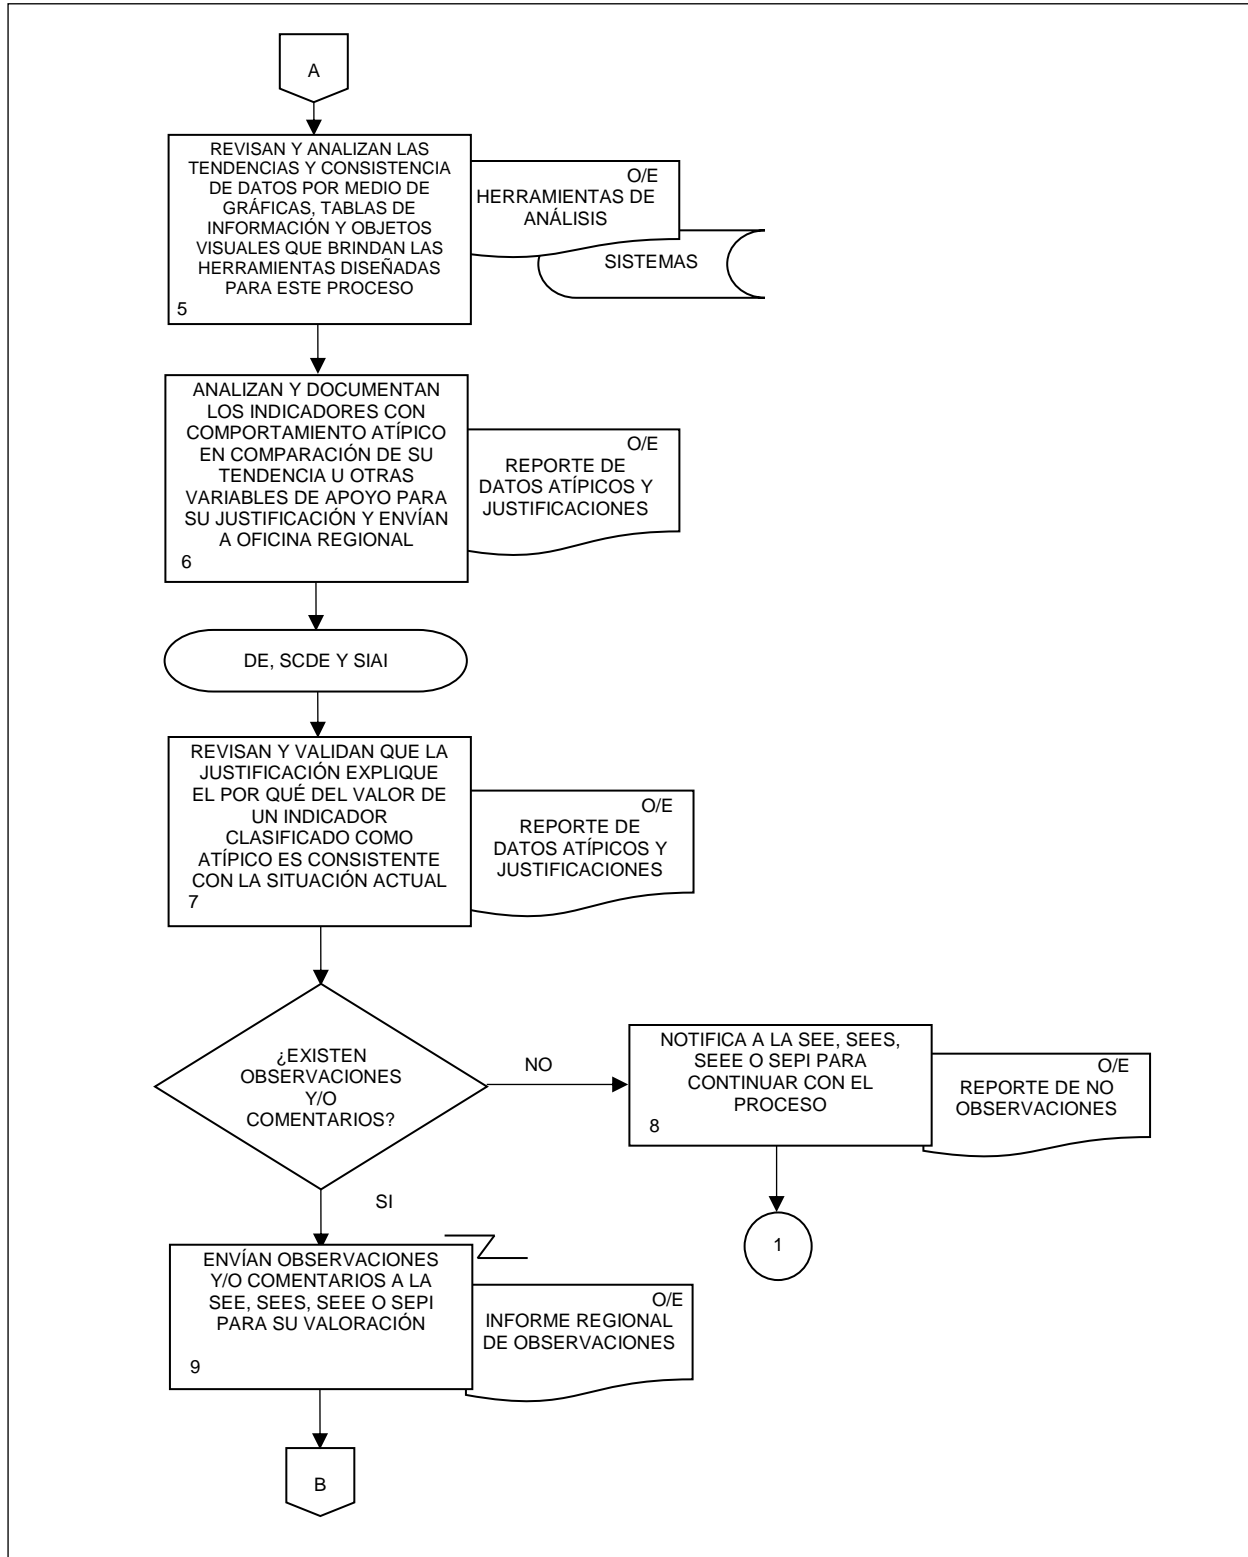 A
REVISAN Y ANALIZAN LAS
TENDENCIAS Y CONSISTENCIA
DE DATOS POR MEDIO DE
GRÁFICAS, TABLAS DE
INFORMACIÓN Y OBJETOS
VISUALES QUE BRINDAN LAS
HERRAMIENTAS DISEÑADAS
PARA ESTE PROCESO
5
O/E
HERRAMIENTAS DE
ANÁLISIS
SISTEMAS
ANALIZAN Y DOCUMENTAN
LOS INDICADORES CON
COMPORTAMIENTO ATÍPICO
EN COMPARACIÓN DE SU
TENDENCIA U OTRAS
VARIABLES DE APOYO PARA
SU JUSTIFICACIÓN Y ENVÍAN
A OFICINA REGIONAL
6
O/E
REPORTE DE
DATOS ATÍPICOS Y
JUSTIFICACIONES
DE, SCDE Y SIAI
REVISAN Y VALIDAN QUE LA
JUSTIFICACIÓN EXPLIQUE
EL POR QUÉ DEL VALOR DE
UN INDICADOR
CLASIFICADO COMO
ATÍPICO ES CONSISTENTE
CON LA SITUACIÓN ACTUAL
7
O/E
REPORTE DE
DATOS ATÍPICOS Y
JUSTIFICACIONES
¿EXISTEN
OBSERVACIONES
Y/O
COMENTARIOS?
NO
NOTIFICA A LA SEE, SEES,
SEEE O SEPI PARA
CONTINUAR CON EL
PROCESO
8
O/E
REPORTE DE NO
OBSERVACIONES
1
SI
ENVÍAN OBSERVACIONES
Y/O COMENTARIOS A LA
SEE, SEES, SEEE O SEPI
PARA SU VALORACIÓN
9
O/E
INFORME REGIONAL
DE OBSERVACIONES
B